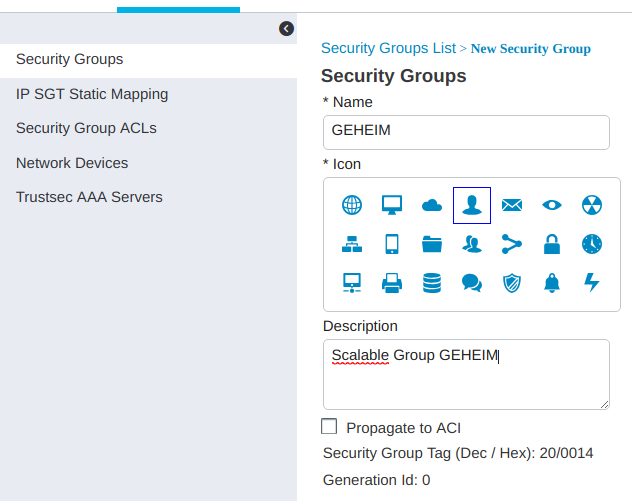 Security Groups
IP SGT Static Mapping
Security Group ACLs
Network Devices
Trustsec AAA Servers
Security Groups List > New Security Group
Security Groups
* Name
GEHEIM
* Icon
Description
Scalable Group GEHEIM
Propagate to ACI
Security Group Tag (Dec / Hex): 20/0014
Generation Id: 0